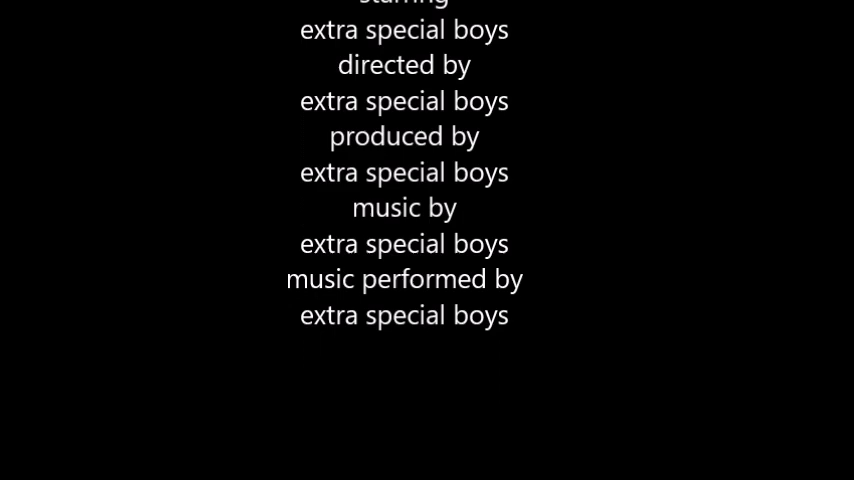 starring
extra special boys
directed by
extra special boys
produced by
extra special boys
music by
extra special boys
music performed by
extra special boys